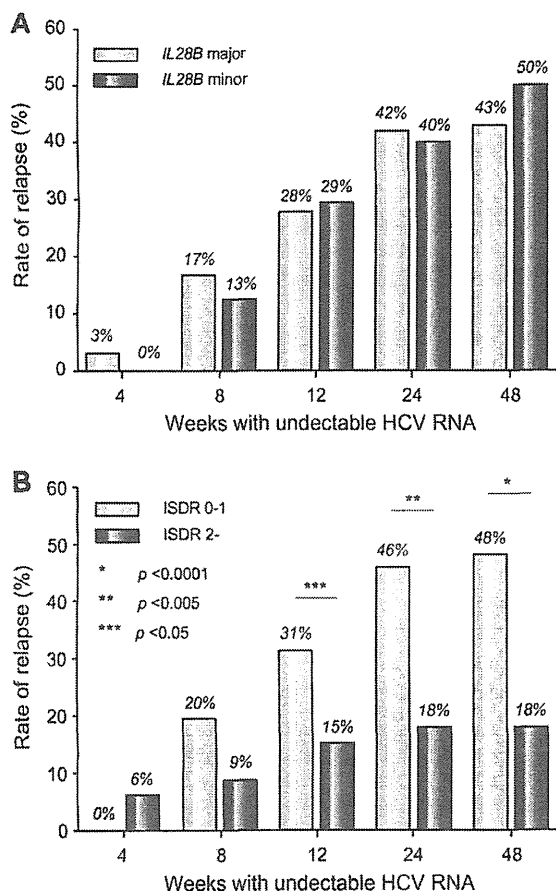 A
60
50
40
30
20
10
0
Rate of relapse (%)
IL28B major
IL28B minor
3%
0%
17%
13%
28%
29%
42%
40%
43%
50%
4 8 12 24 48
Weeks with undectable HCV RNA
B
60
50
40
30
20
10
0
Rate of relapse (%)
ISDR 0-1
ISDR 2-
* p <0.0001
** p <0.005
*** p <0.05
0%
6%
20%
9%
***
31%
15%
**
46%
18%
*
48%
18%
4 8 12 24 48
Weeks with undectable HCV RNA